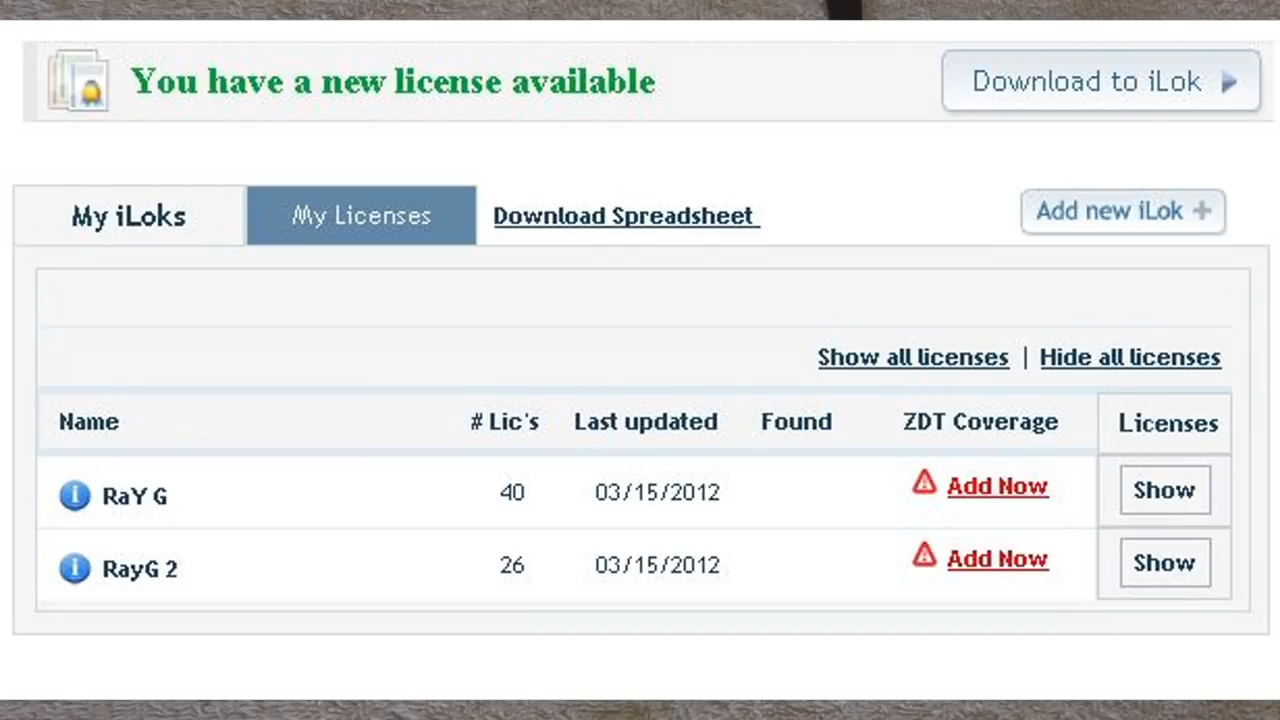 You have a new license available
Download to iLok
My iLoks My Licenses Download Spreadsheet Add new iLok +
Show all licenses | Hide all licenses
Name # Lic's Last updated Found ZDT Coverage Licenses
RaY G 40 03/15/2012 Add Now Show
RayG 2 26 03/15/2012 Add Now Show